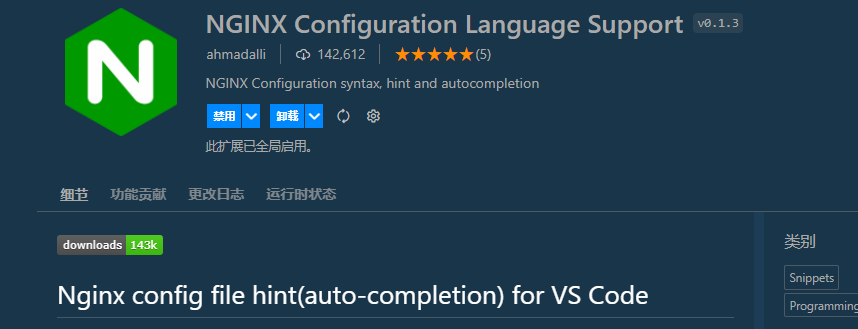 NGINX Configuration Language Support v0.1.3
ahmadalli 142,612 (5)
NGINX Configuration syntax, hint and autocompletion
禁用 卸载
此扩展已全局启用。
细节 功能贡献 更改日志 运行时状态
downloads 143k
类别
Nginx config file hint(auto-completion) for VS Code
Snippets
Programming